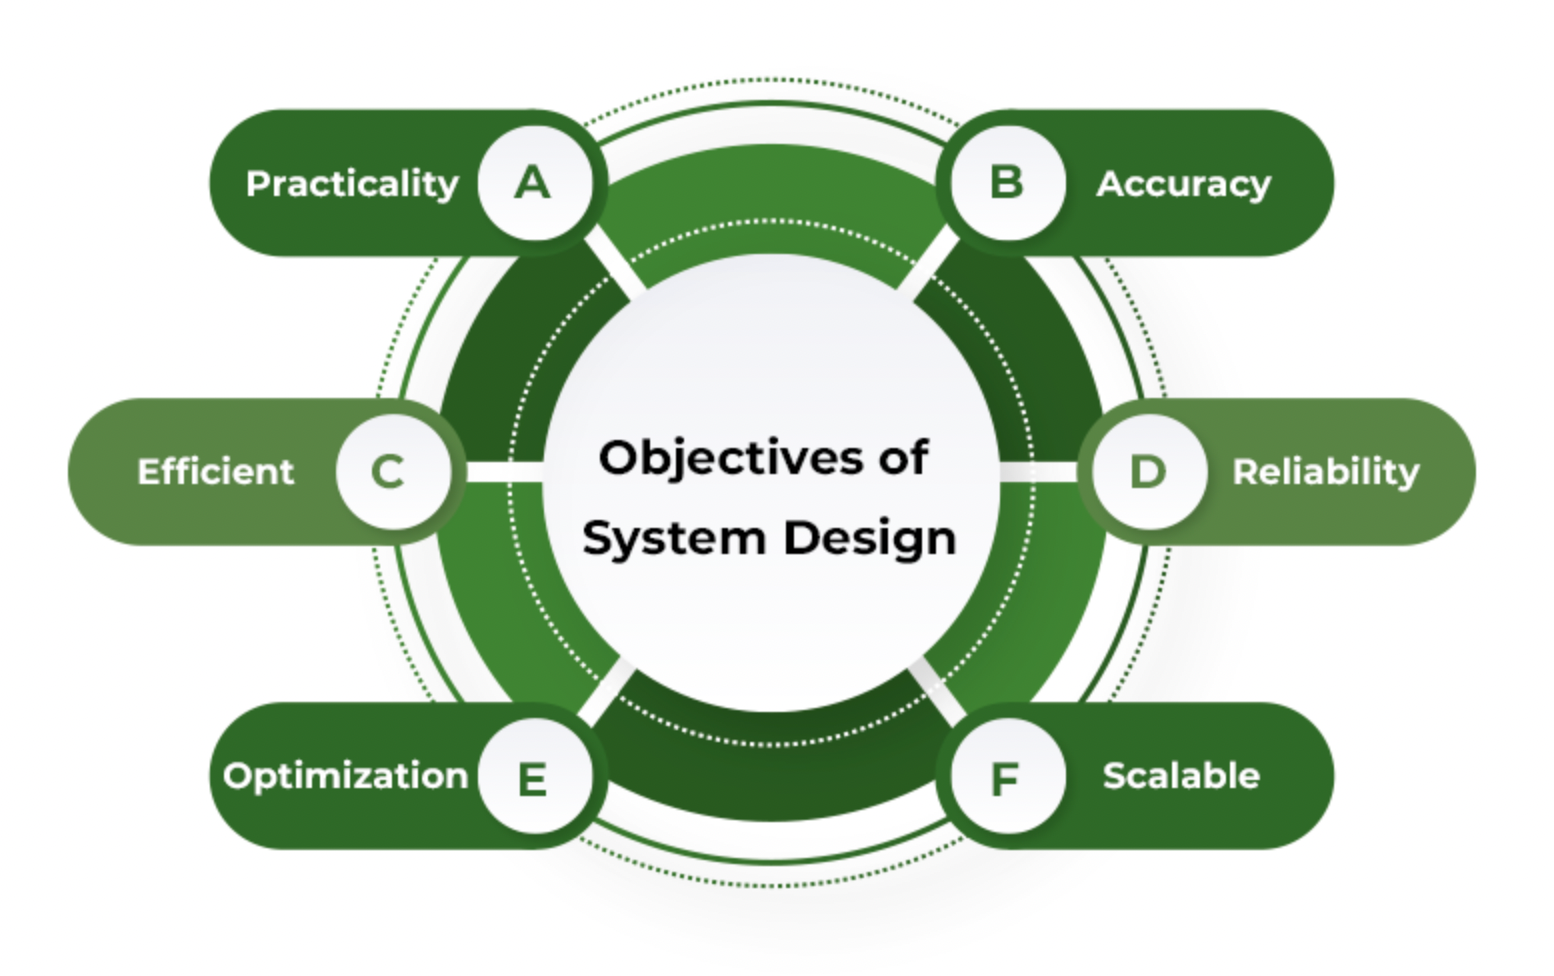 Practicality A
B Accuracy
Efficient C
Objectives of
System Design
D Reliability
Optimization E
F Scalable